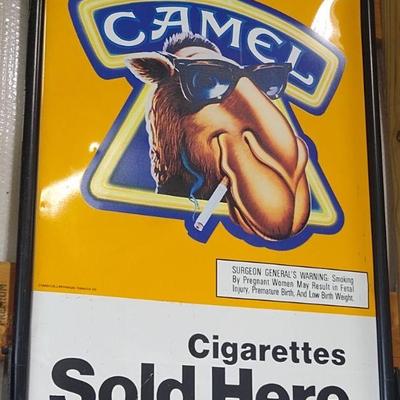 CAMEL
SURGEON GENERAL'S WARNING: Smoking
By Pregnant Women May Result in Fetal
Injury, Premature Birth, And Low Birth Weight.
Cigarettes
Sold Here